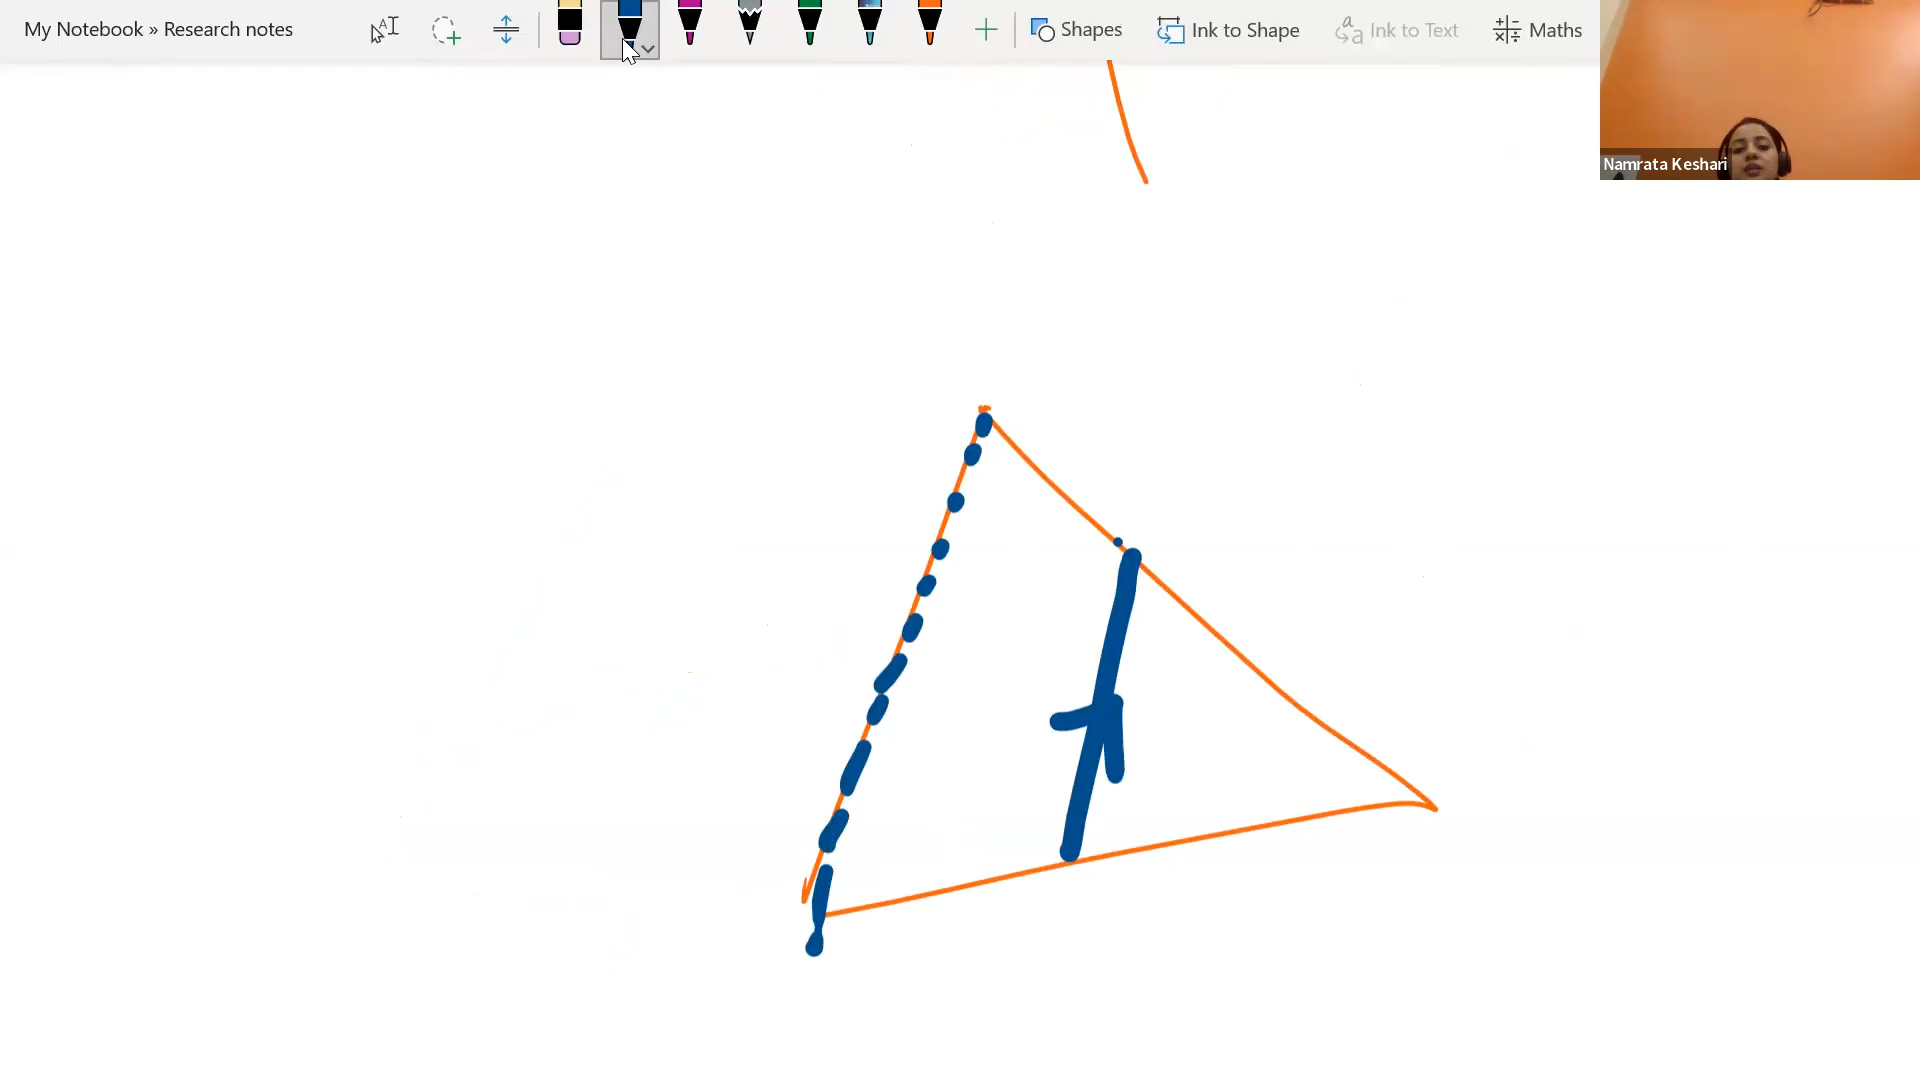 My Notebook » Research notes
Shapes
Ink to Shape
Ink to Text
Maths
Namrata Keshari